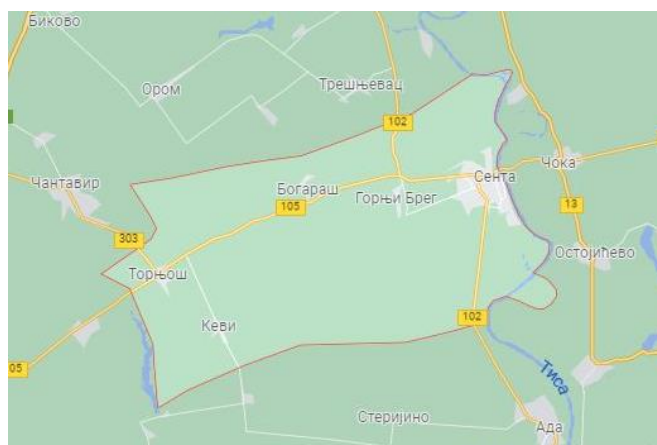 Биково
Ором
Трешњевац
102
Чантавир
Богараш
Горњи Брег
Сента
Чока
105
13
303
Торњош
Остојићево
Кеви
102
05
Тиса
Стеријино
Ада